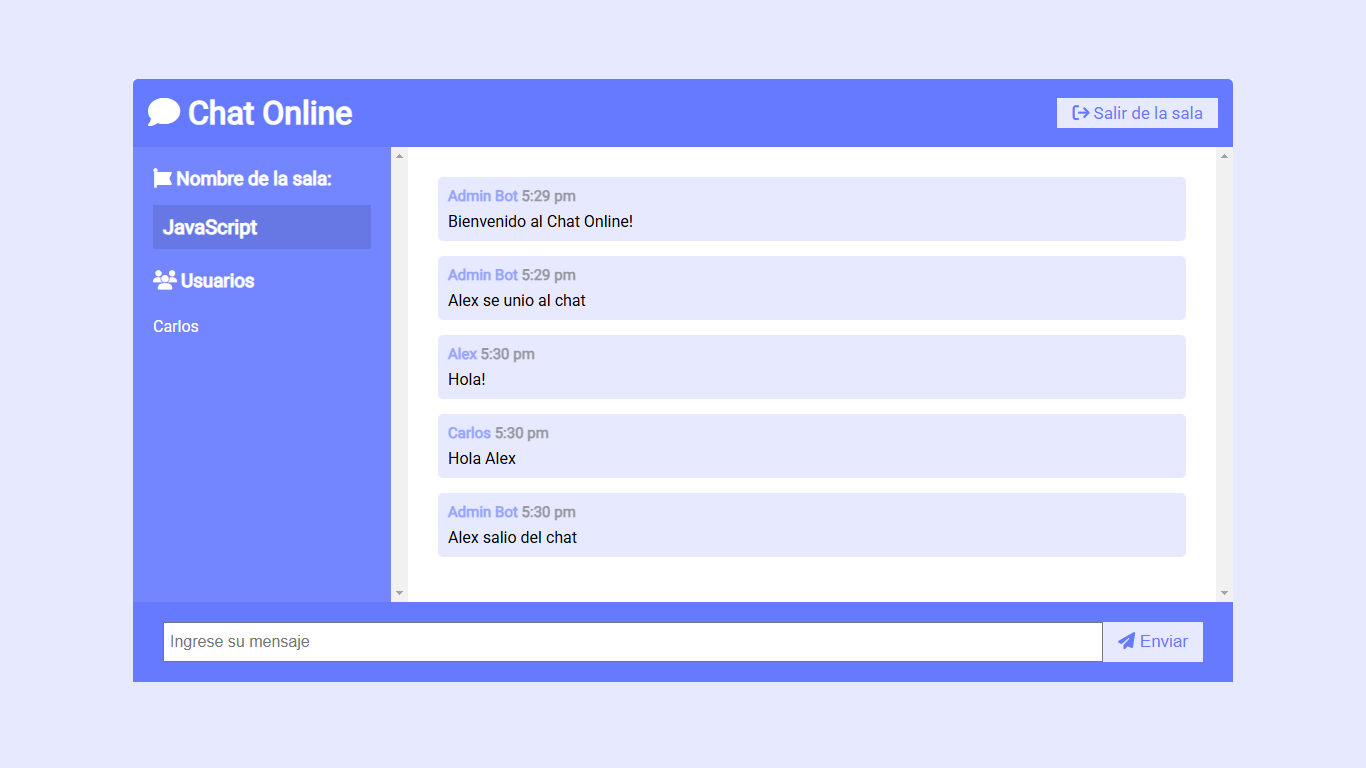 Chat Online
Salir de la sala
Nombre de la sala:
JavaScript
Usuarios
Carlos
Admin Bot 5:29 pm
Bienvenido al Chat Online!
Admin Bot 5:29 pm
Alex se unio al chat
Alex 5:30 pm
Hola!
Carlos 5:30 pm
Hola Alex
Admin Bot 5:30 pm
Alex salio del chat
Ingrese su mensaje
Enviar